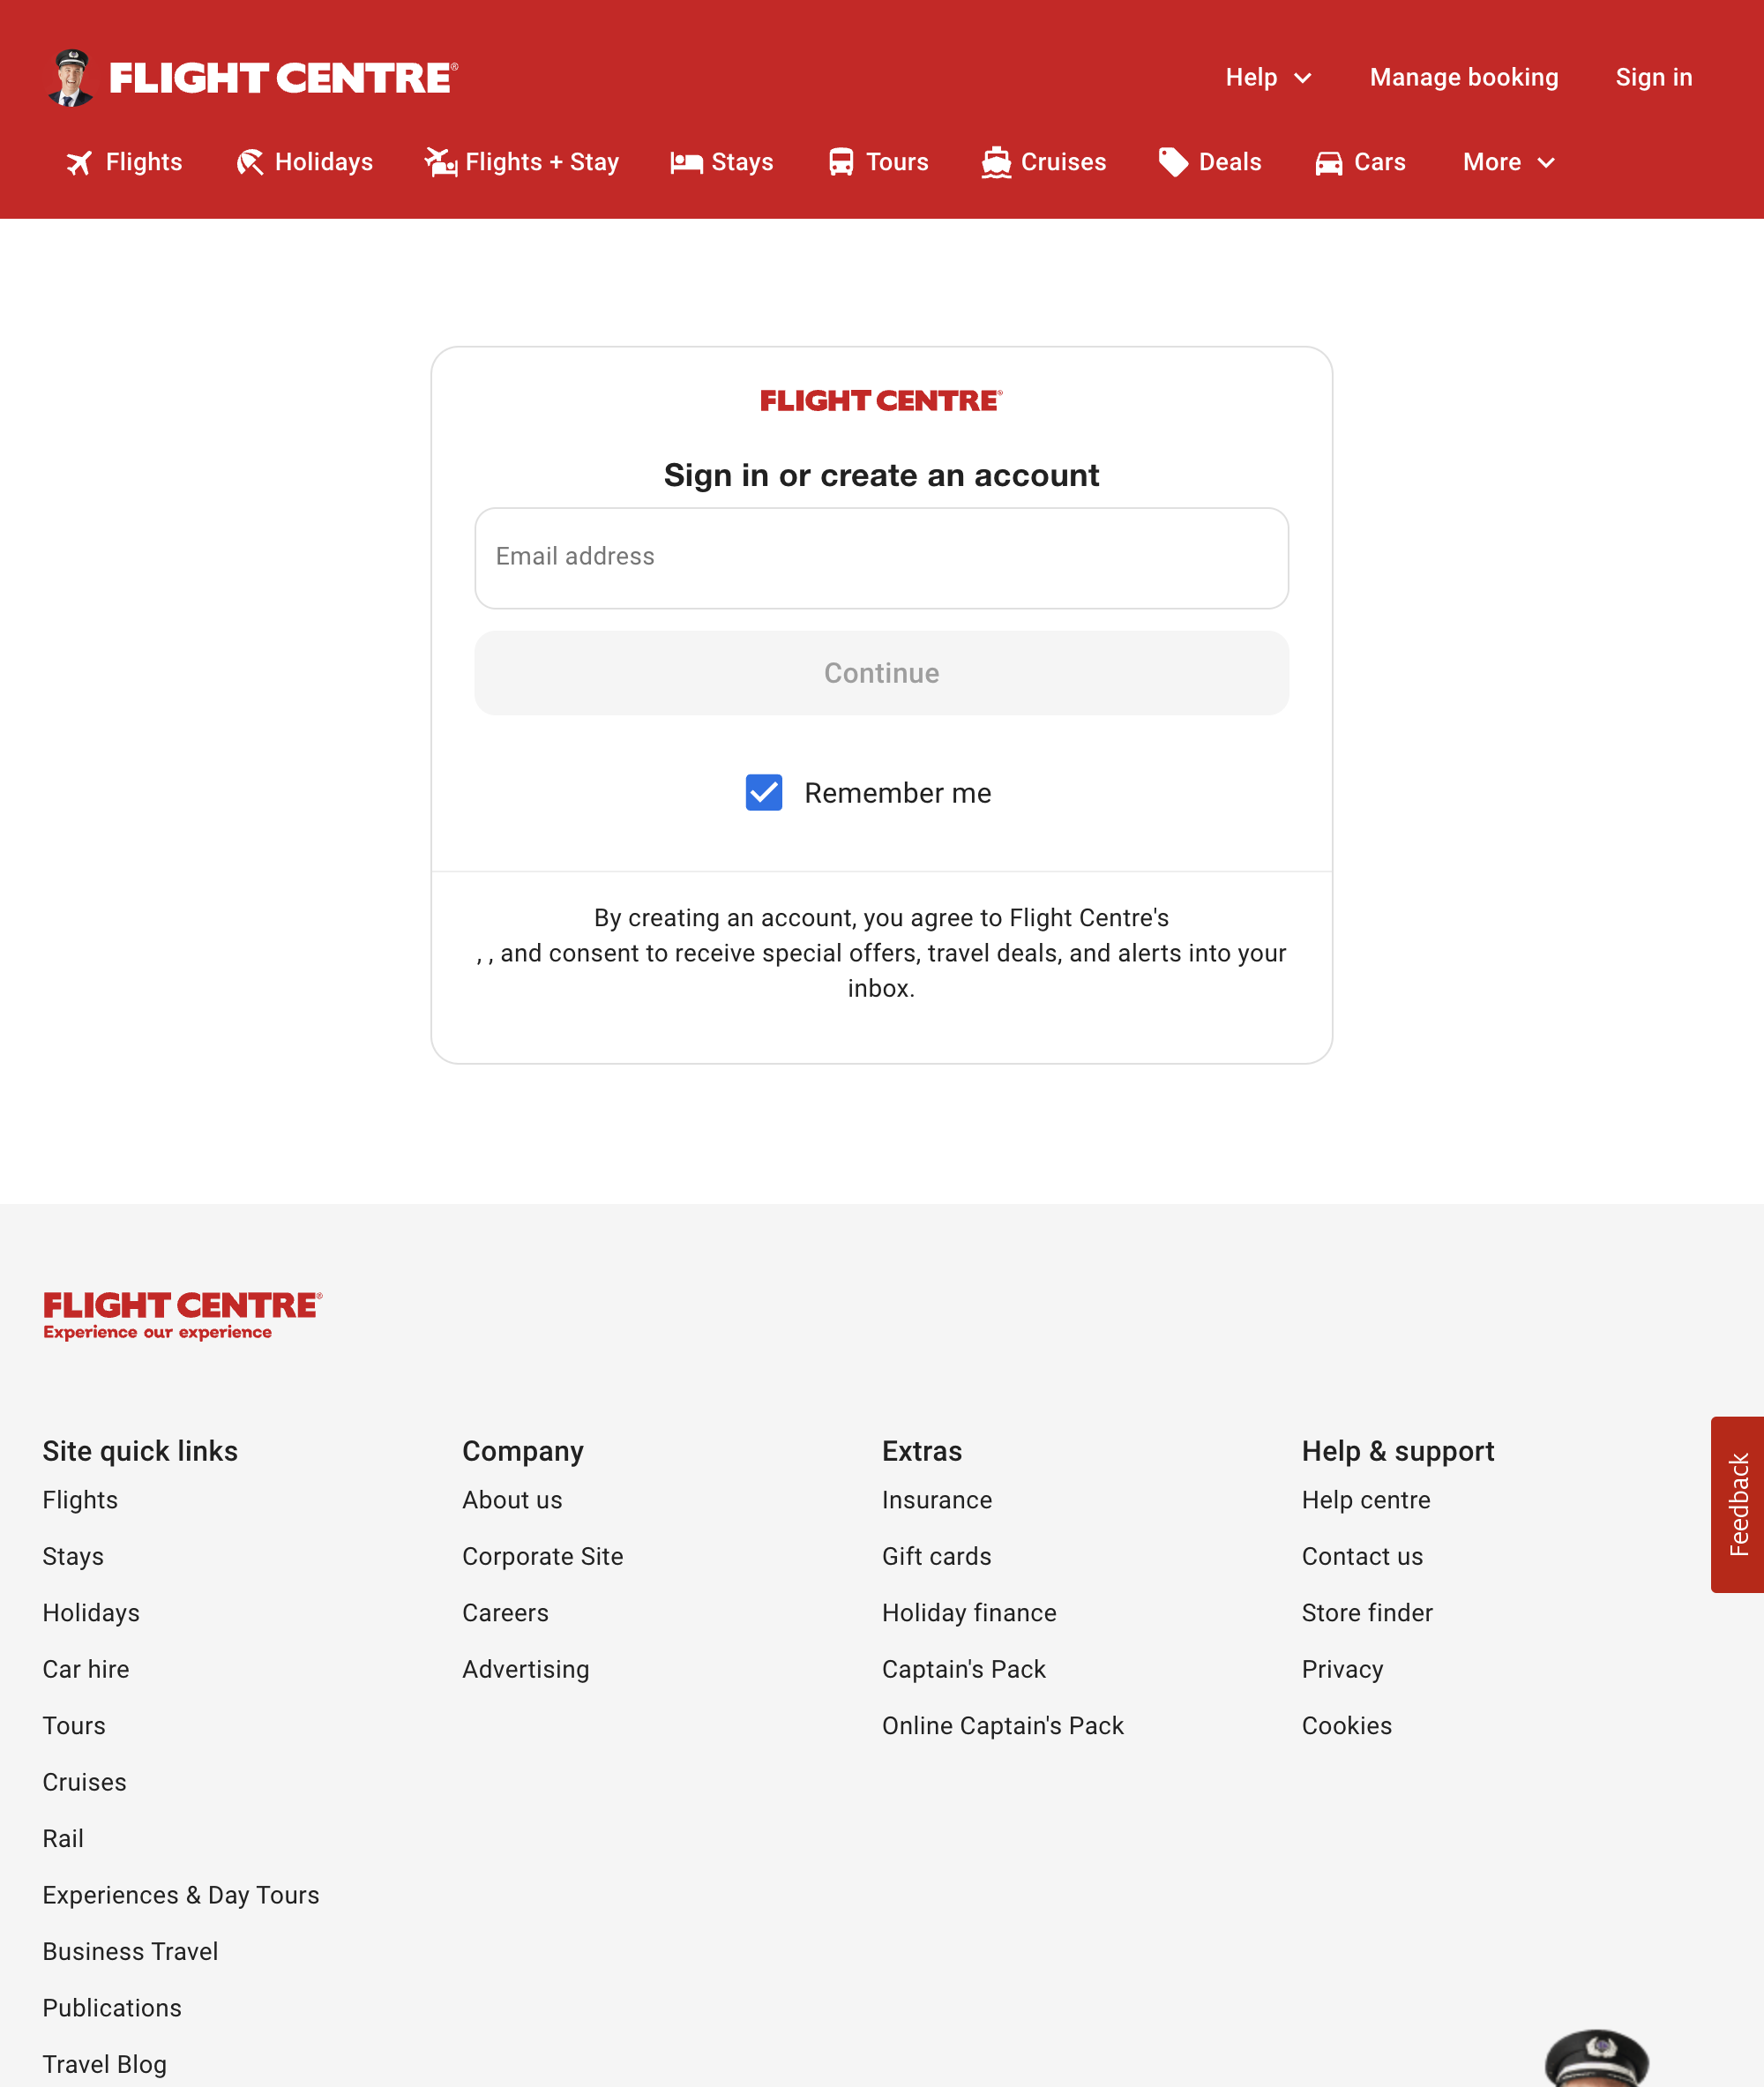 FLIGHT CENTRE®
Help
Manage booking
Sign in
Flights
Holidays
Flights + Stay
Stays
Tours
Cruises
Deals
Cars
More
FLIGHT CENTRE®
Sign in or create an account
Email address
Continue
Remember me
By creating an account, you agree to Flight Centre's
, , and consent to receive special offers, travel deals, and alerts into your
inbox.
FLIGHT CENTRE®
Experience our experience
Site quick links
Flights
Stays
Holidays
Car hire
Tours
Cruises
Rail
Experiences & Day Tours
Business Travel
Publications
Travel Blog
Company
About us
Corporate Site
Careers
Advertising
Extras
Insurance
Gift cards
Holiday finance
Captain's Pack
Online Captain's Pack
Help & support
Help centre
Contact us
Store finder
Privacy
Cookies
Feedback